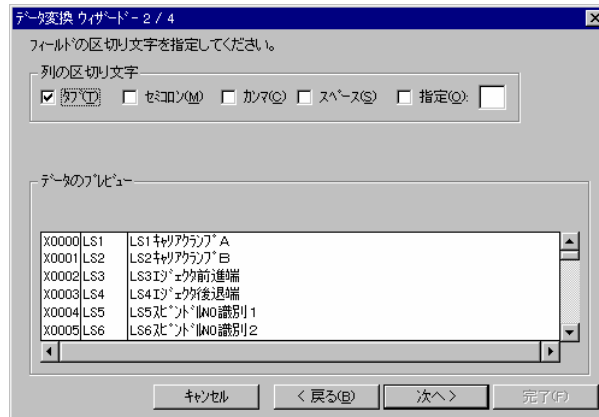 ﾃﾞｰﾀ変換 ｳｨｻﾞｰﾄﾞ - 2 / 4
ﾌｨｰﾙﾄﾞの区切り文字を指定してください。
列の区切り文字
ﾀﾌﾞ(T) ｾﾐｺﾛﾝ(M) ｶﾝﾏ(C) ｽﾍﾟｰｽ(S) 指定(O):
ﾃﾞｰﾀのﾌﾟﾚﾋﾞｭｰ
X0000 LS1 LS1ｷｬﾘｱｸﾗﾝﾌﾟA
X0001 LS2 LS2ｷｬﾘｱｸﾗﾝﾌﾟB
X0002 LS3 LS3ｴｼﾞｪｸﾀ前進端
X0003 LS4 LS4ｴｼﾞｪｸﾀ後退端
X0004 LS5 LS5ｽﾋﾟﾝﾄﾞﾙNO識別1
X0005 LS6 LS6ｽﾋﾟﾝﾄﾞﾙNO識別2
ｷｬﾝｾﾙ < 戻る(B) 次へ > 完了(F)